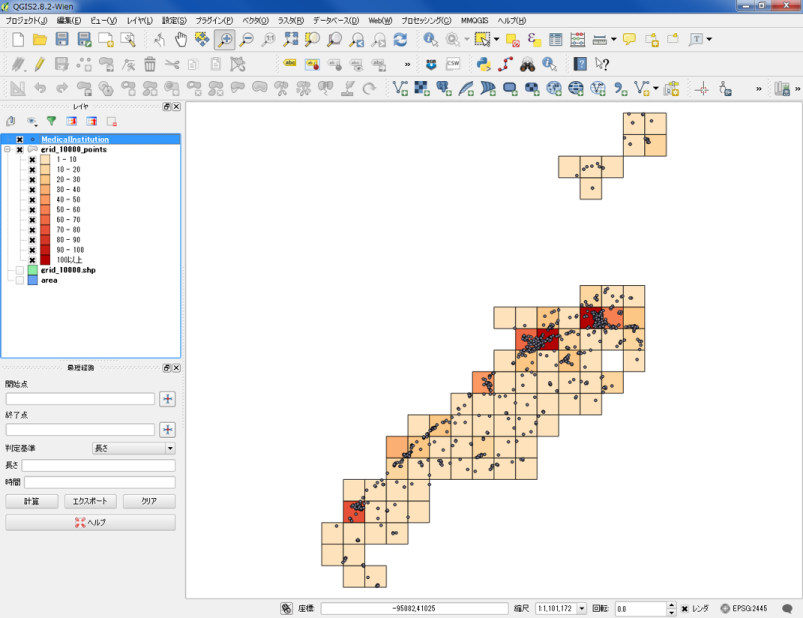 QGIS2.8.2-Wien
プロジェクト(J) 編集(E) ビュー(V) レイヤ(L) 設定(S) プラグイン(P) ベクタ(O) ラスタ(R) データベース(D) Web(W) プロセッシング(C) MMQGIS ヘルプ(H)
abc abc abc abc abc abc » CSW
»
»
レイヤ
MedicalInstitution
grid_10000_points
1 - 10
10 - 20
20 - 30
30 - 40
40 - 50
50 - 60
60 - 70
70 - 80
80 - 90
90 - 100
100以上
grid_10000.shp
area
最短経路
開始点
終了点
判定基準 長さ
長さ
時間
計算 エクスポート クリア
ヘルプ
座標: -95082,41025 縮尺 1:1,101,172 回転: 0.0 レンダ EPSG:2445